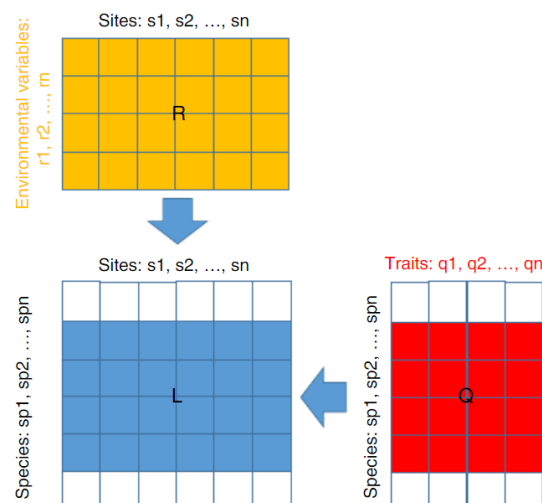 Sites: s1, s2, ..., sn
Environmental variables:
r1, r2, ..., rn
R
Sites: s1, s2, ..., sn
Traits: q1, q2, ..., qn
Species: sp1, sp2, ..., spn
L
Species: sp1, sp2, ..., spn
Q